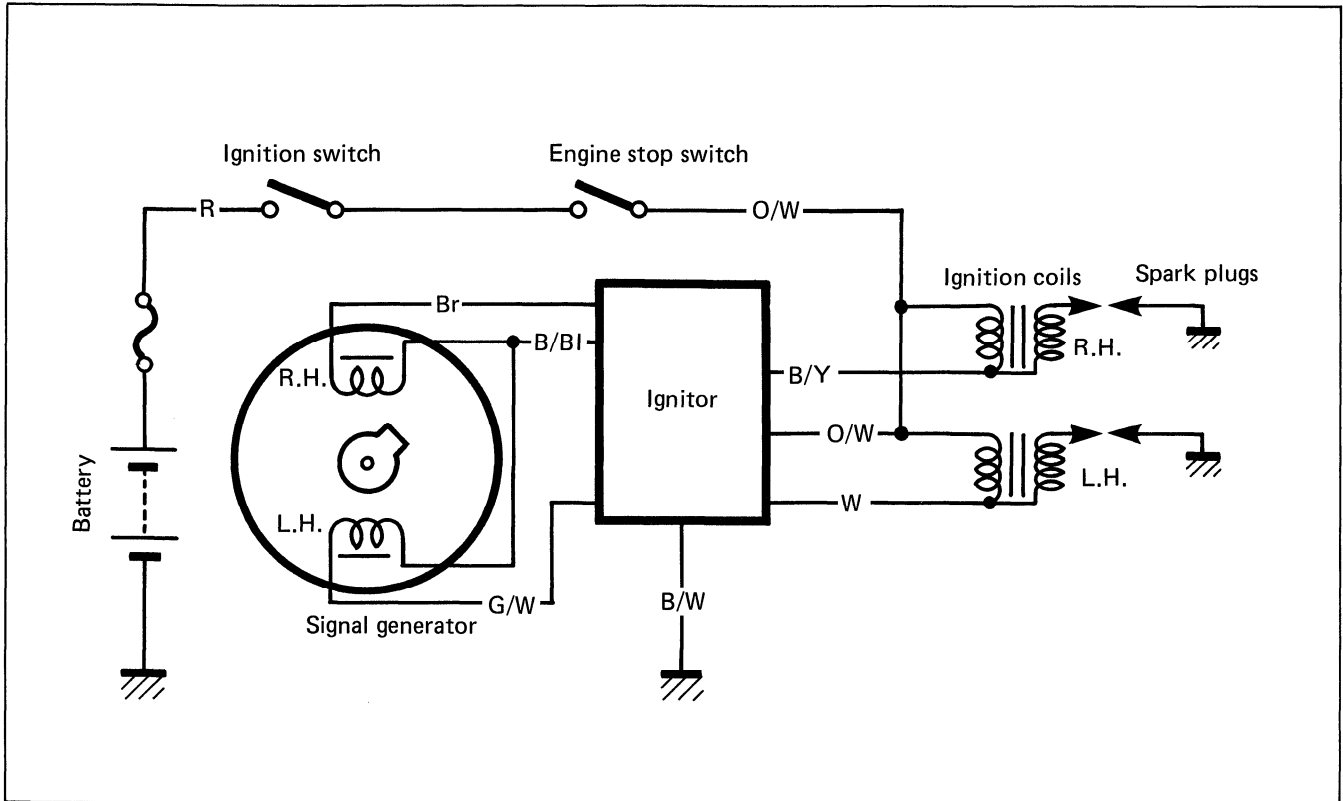 Ignition switch
Engine stop switch
R
O/W
Ignition coils
Spark plugs
Br
B/Bl
R.H.
Ignitor
R.H.
B/Y
O/W
L.H.
W
Battery
L.H.
G/W
B/W
Signal generator